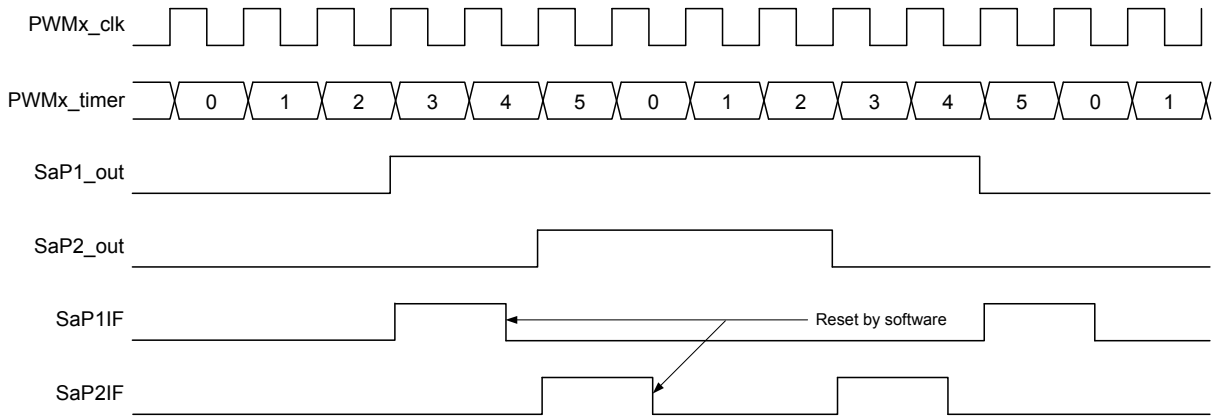 PWMx_clk
PWMx_timer 0 1 2 3 4 5 0 1 2 3 4 5 0 1
SaP1_out
SaP2_out
SaP1IF
Reset by software
SaP2IF